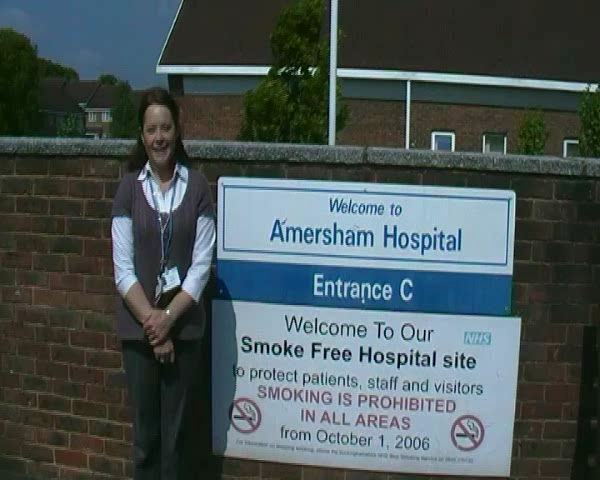 Welcome to
Amersham Hospital
Entrance C
Welcome To Our
NHS
Smoke Free Hospital site
to protect patients, staff and visitors
SMOKING IS PROHIBITED
IN ALL AREAS
from October 1, 2006